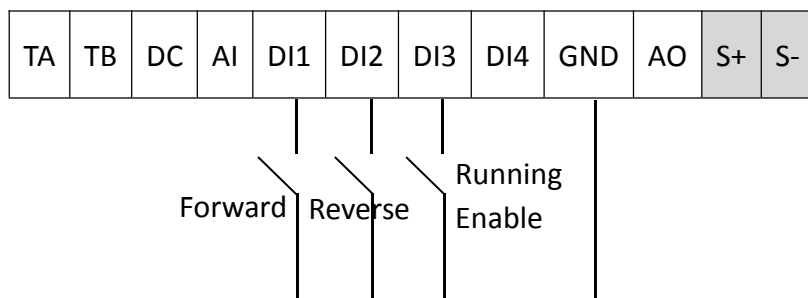 TA TB DC AI DI1 DI2 DI3 DI4 GND AO S+ S-
Forward Reverse Running
Enable